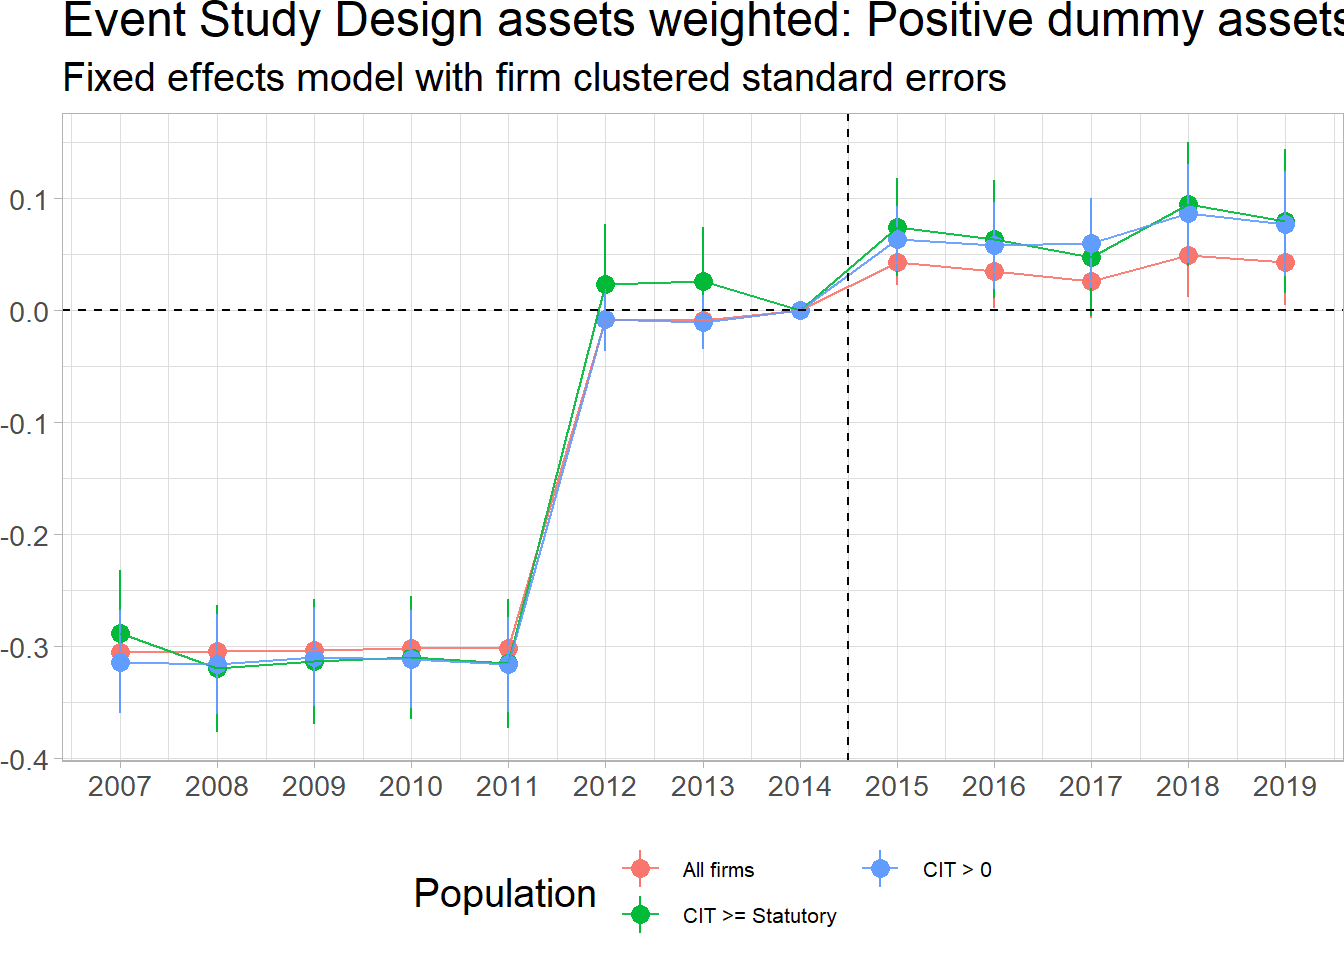 Event Study Design assets weighted: Positive dummy assets
Fixed effects model with firm clustered standard errors
0.1
0.0
-0.1
-0.2
-0.3
-0.4
2007 2008 2009 2010 2011 2012 2013 2014 2015 2016 2017 2018 2019
Population
All firms
CIT >= Statutory
CIT > 0